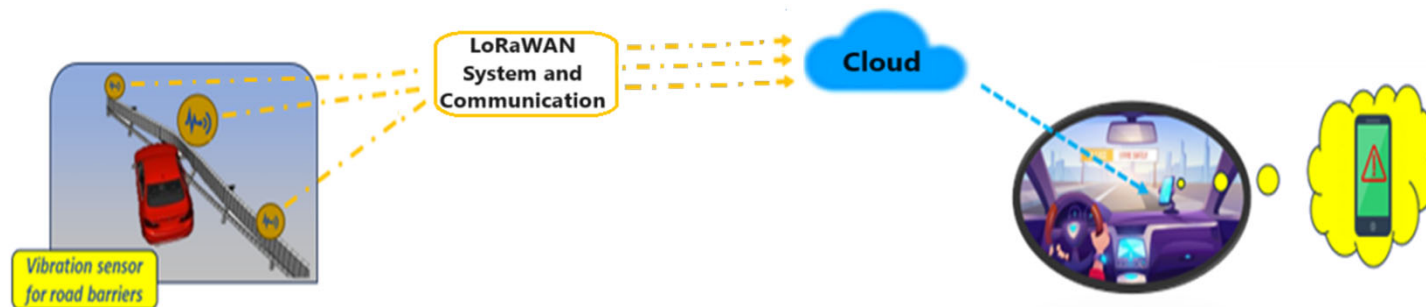 LoRaWAN
System and
Communication
Cloud
Vibration sensor
for road barriers